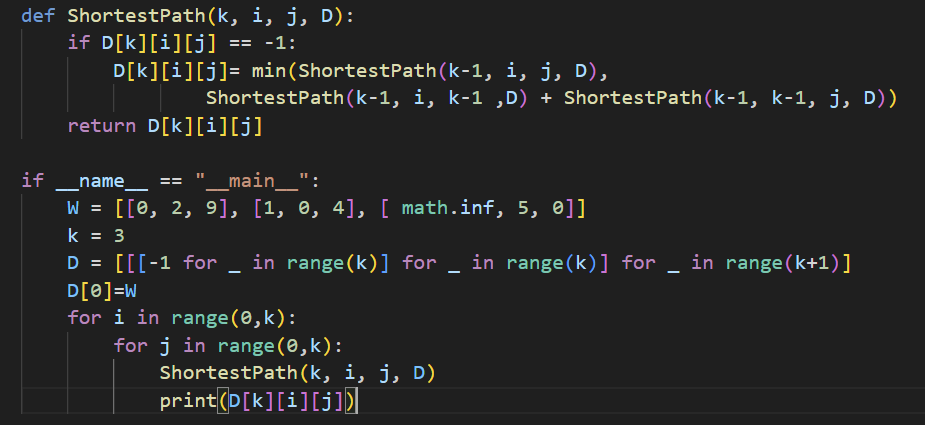 def ShortestPath(k, i, j, D):
    if D[k][i][j] == -1:
        D[k][i][j]= min(ShortestPath(k-1, i, j, D),
                ShortestPath(k-1, i, k-1 ,D) + ShortestPath(k-1, k-1, j, D))
    return D[k][i][j]

if __name__ == "__main__":
    W = [[0, 2, 9], [1, 0, 4], [ math.inf, 5, 0]]
    k = 3
    D = [[[-1 for _ in range(k)] for _ in range(k)] for _ in range(k+1)]
    D[0]=W
    for i in range(0,k):
        for j in range(0,k):
            ShortestPath(k, i, j, D)
            print(D[k][i][j])